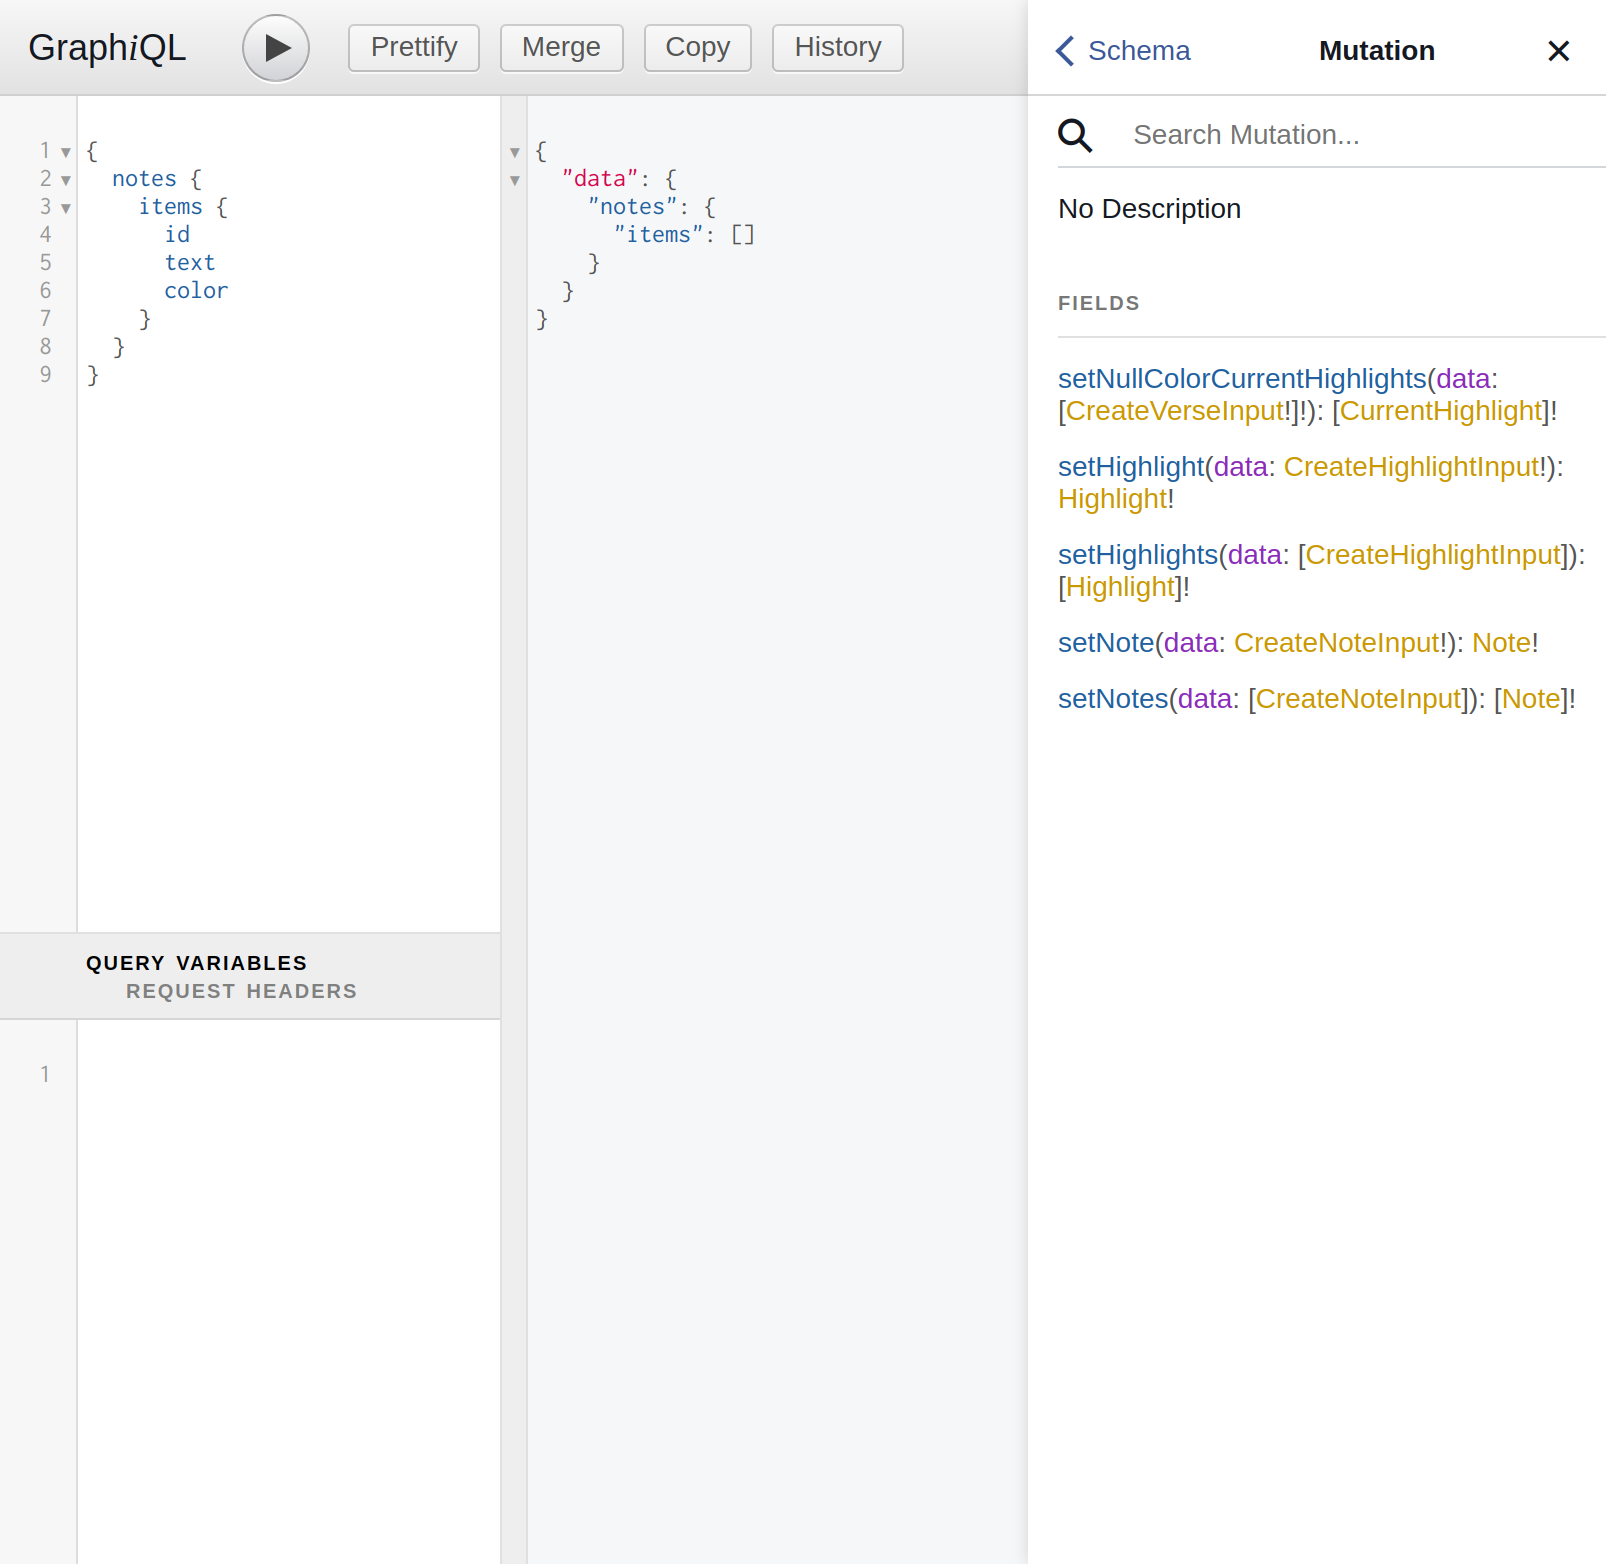 GraphiQL
Prettify
Merge
Copy
History
1 {
2 notes {
3 items {
4 id
5 text
6 color
7 }
8 }
9 }
QUERY VARIABLES
REQUEST HEADERS
1
{
"data": {
"notes": {
"items": []
}
}
}
Schema
Mutation
Search Mutation...
No Description
FIELDS
setNullColorCurrentHighlights(data:
[CreateVerseInput!]!): [CurrentHighlight]!
setHighlight(data: CreateHighlightInput!):
Highlight!
setHighlights(data: [CreateHighlightInput]):
[Highlight]!
setNote(data: CreateNoteInput!): Note!
setNotes(data: [CreateNoteInput]): [Note]!